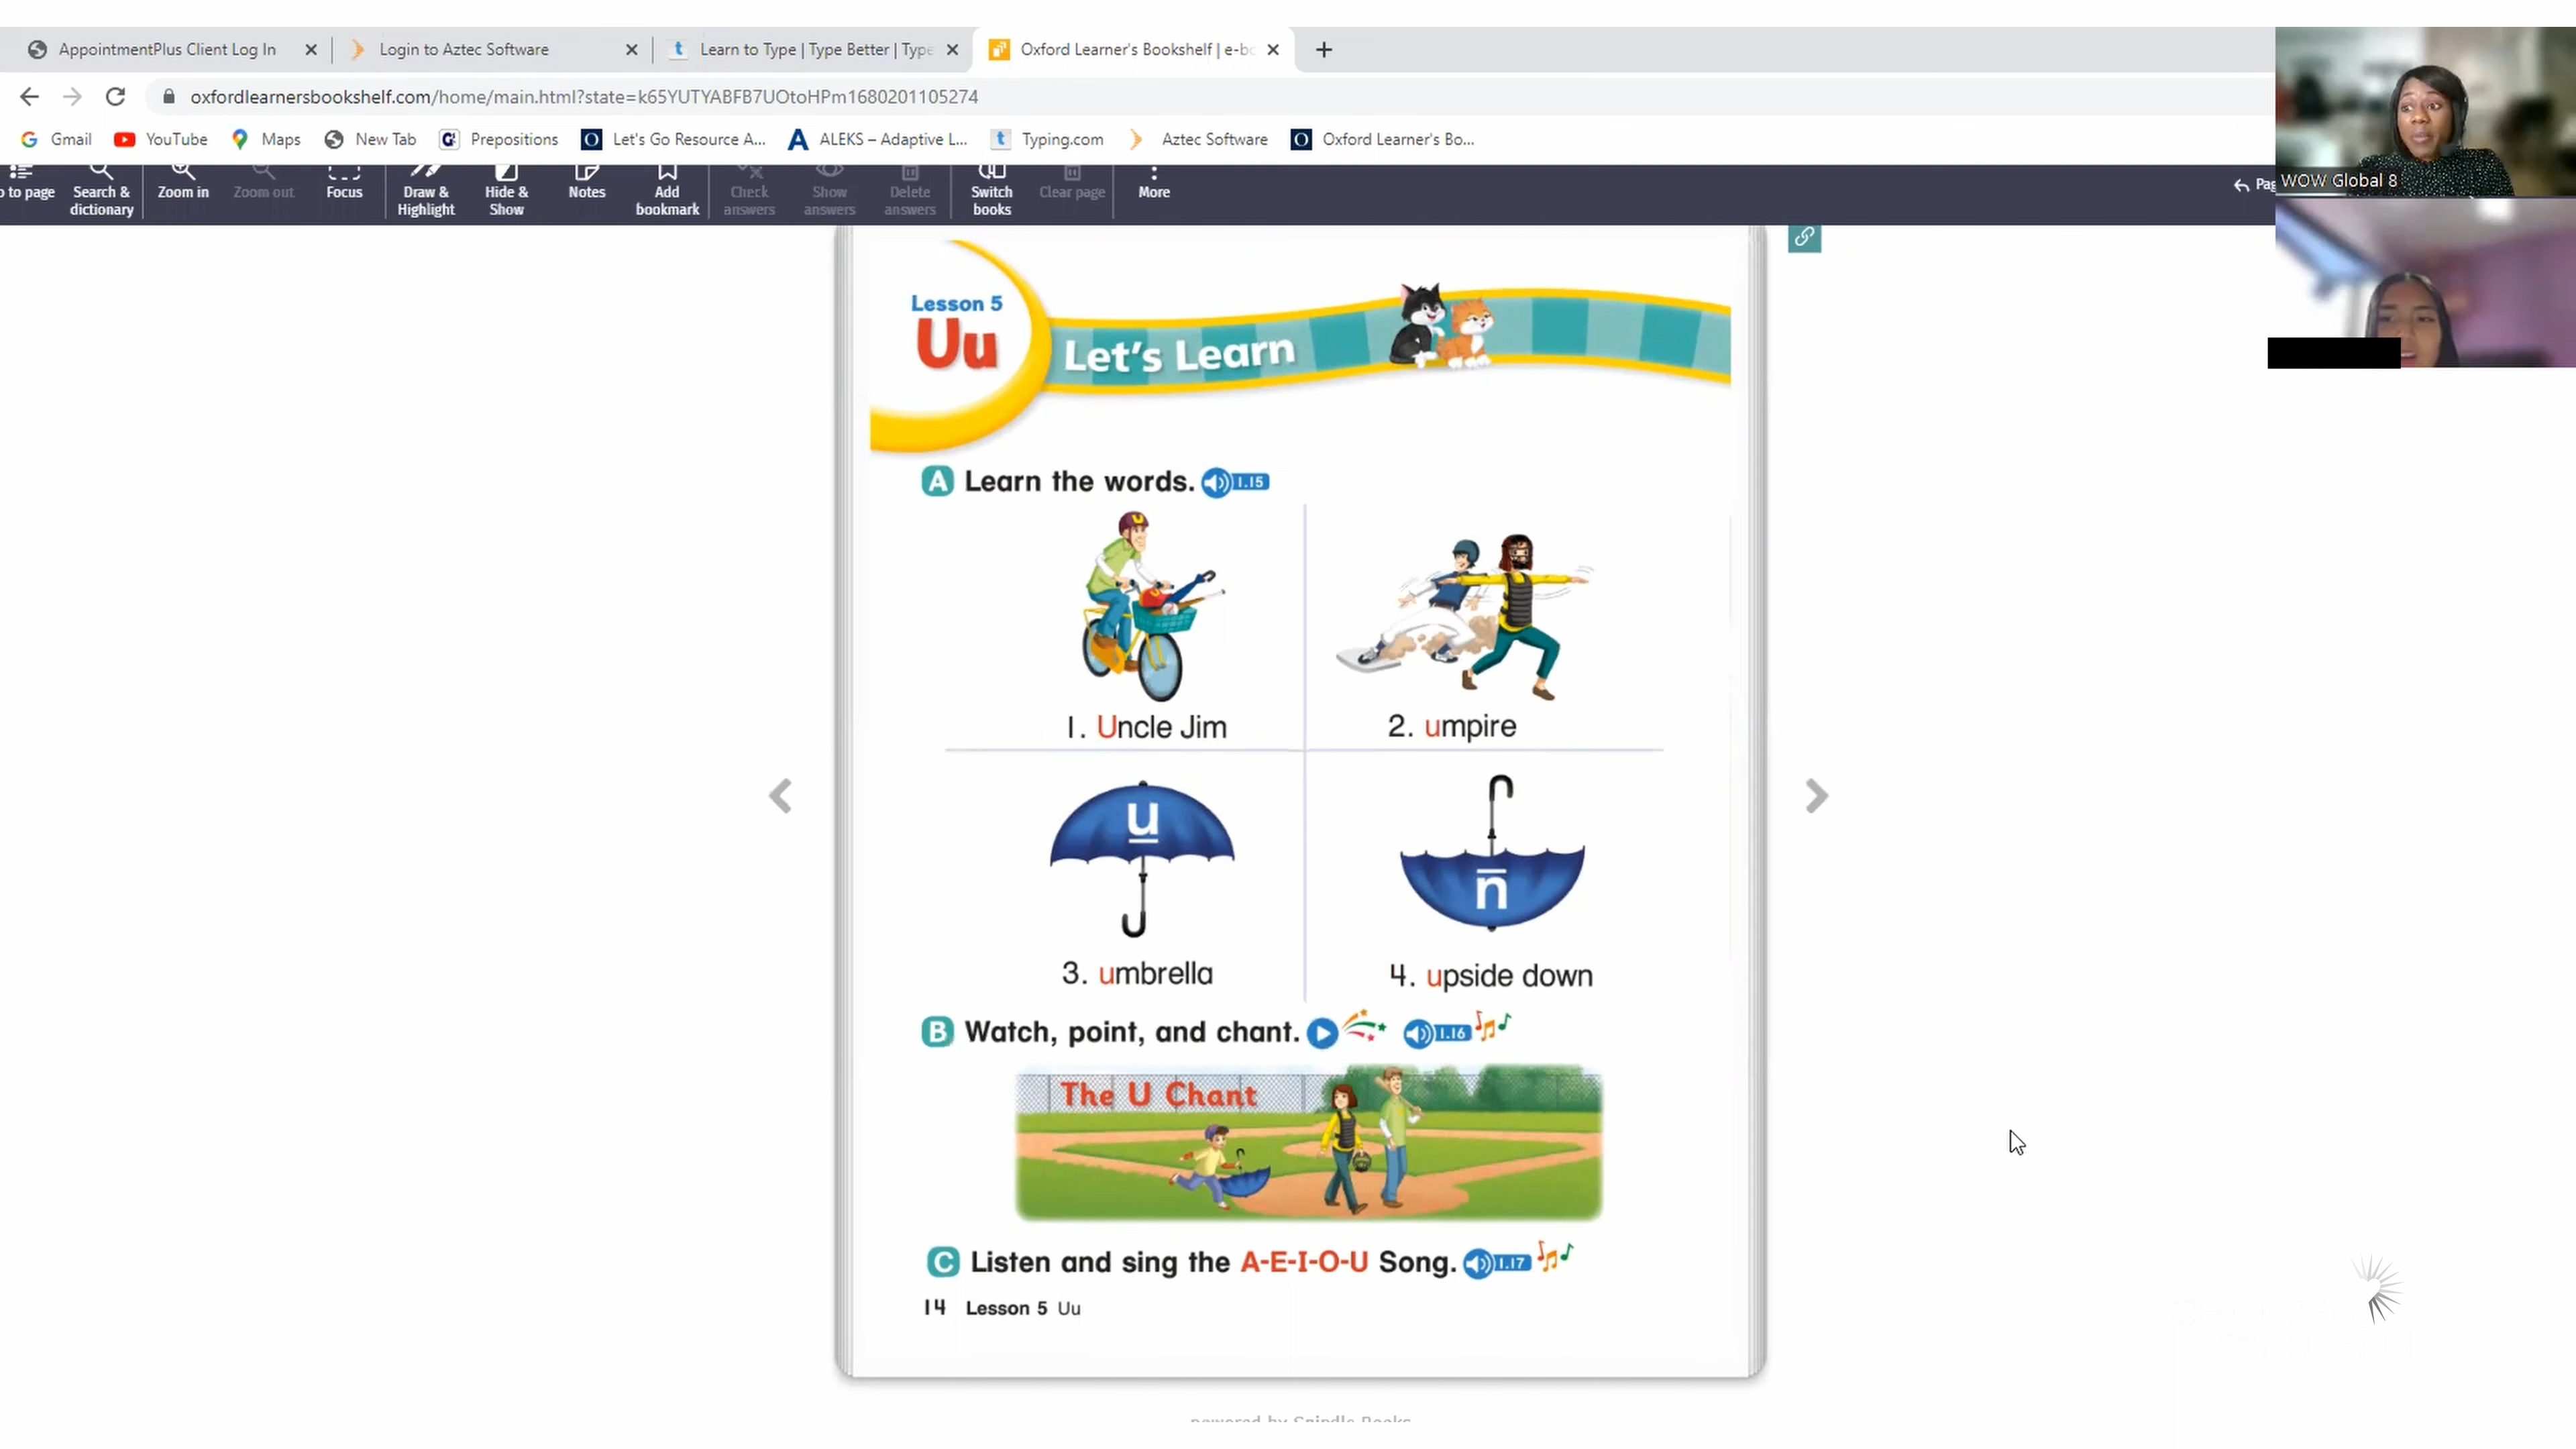 AppointmentPlus Client Log In
Login to Aztec Software
Learn to Type | Type Better | Type
Oxford Learner's Bookshelf | e-bo
oxfordlearnersbookshelf.com/home/main.html?state=k65YUTYABFB7UOtoHPm1680201105274
Gmail YouTube Maps New Tab Prepositions Let's Go Resource A... ALEKS – Adaptive L... Typing.com Aztec Software Oxford Learner's Bo...
WOW Global 8
o to page
Search & dictionary
Zoom in
Zoom out
Focus
Draw & Highlight
Hide & Show
Notes
Add bookmark
Check answers
Show answers
Delete answers
Switch books
Clear page
More
Pag
Lesson 5
Uu
Let's Learn
A Learn the words. 1.15
1. Uncle Jim
2. umpire
u
n
3. umbrella
4. upside down
B Watch, point, and chant. 1.16
The U Chant
C Listen and sing the A-E-I-O-U Song. 1.17
14 Lesson 5 Uu